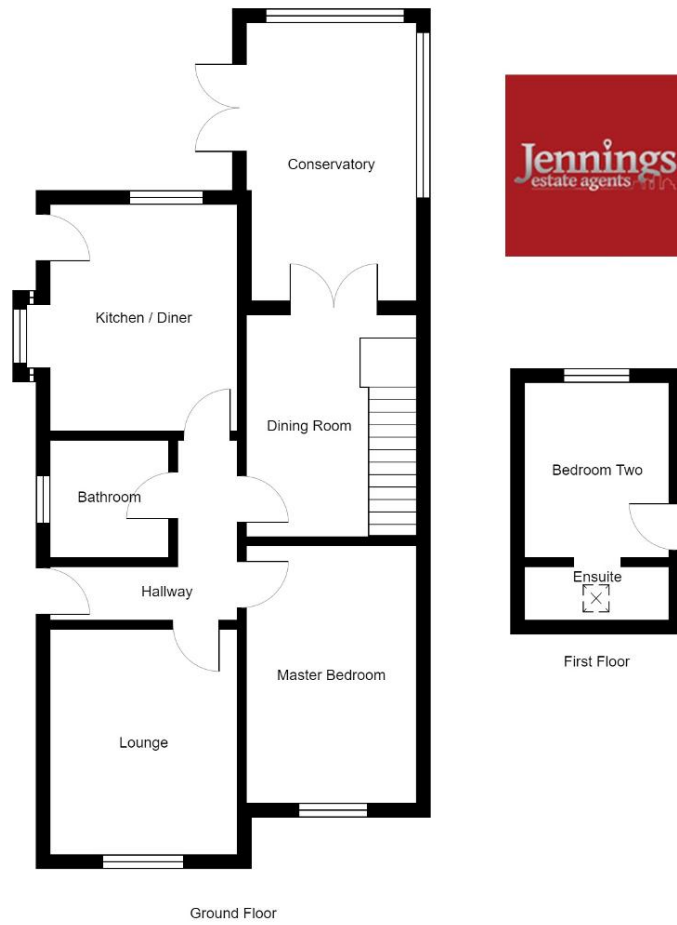 Conservatory
Jennings
estate agents
Kitchen / Diner
Dining Room
Bathroom
Bedroom Two
Hallway
Ensuite
Master Bedroom
First Floor
Lounge
Ground Floor